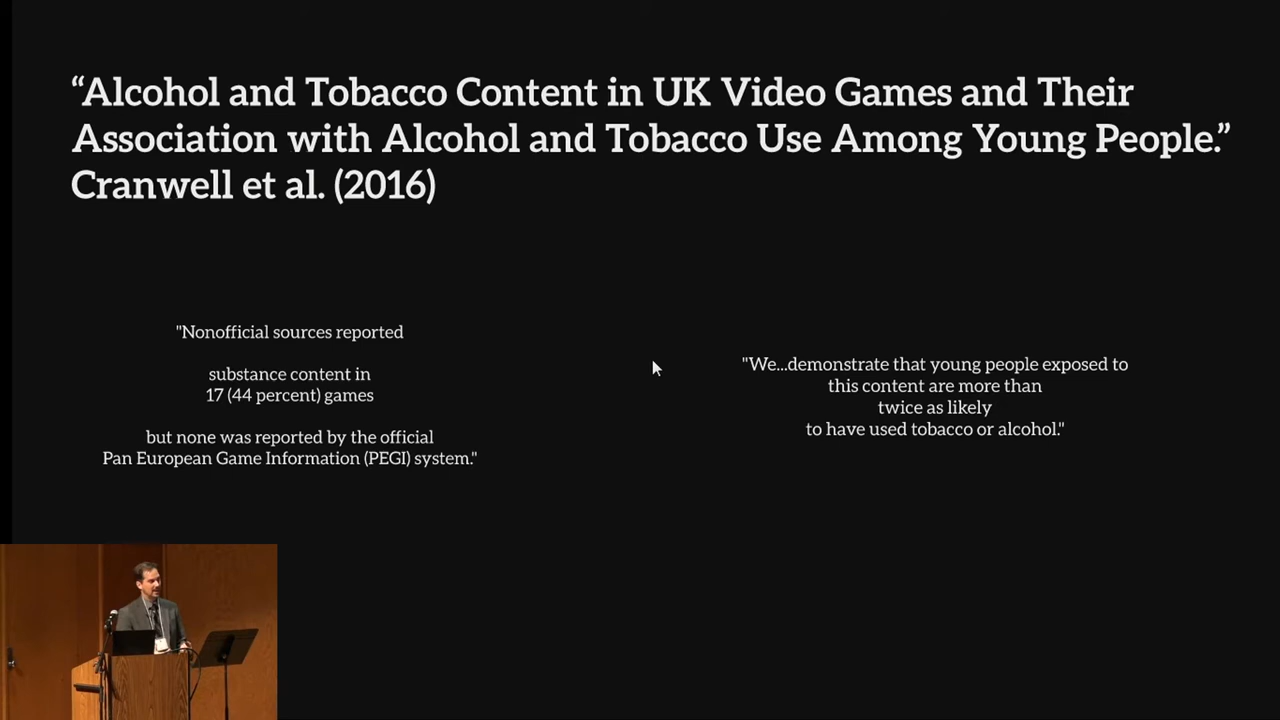 “Alcohol and Tobacco Content in UK Video Games and Their
Association with Alcohol and Tobacco Use Among Young People.”
Cranwell et al. (2016)
"Nonofficial sources reported
substance content in
17 (44 percent) games
but none was reported by the official
Pan European Game Information (PEGI) system."
"We...demonstrate that young people exposed to
this content are more than
twice as likely
to have used tobacco or alcohol."